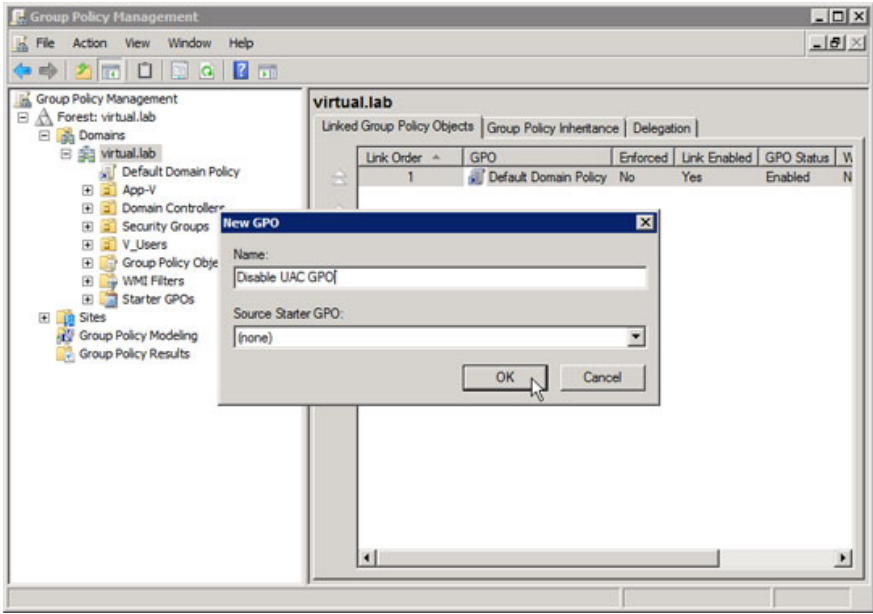 Group Policy Management
File Action View Window Help
Group Policy Management
Forest: virtual.lab
Domains
virtual.lab
Default Domain Policy
App-V
Domain Controllers
Security Groups
V_Users
Group Policy Obje
WMI Filters
Starter GPOs
Sites
Group Policy Modeling
Group Policy Results
virtual.lab
Linked Group Policy Objects Group Policy Inheritance Delegation
Link Order GPO Enforced Link Enabled GPO Status W
1 Default Domain Policy No Yes Enabled N
New GPO
Name:
Disable UAC GPO
Source Starter GPO:
(none)
OK Cancel